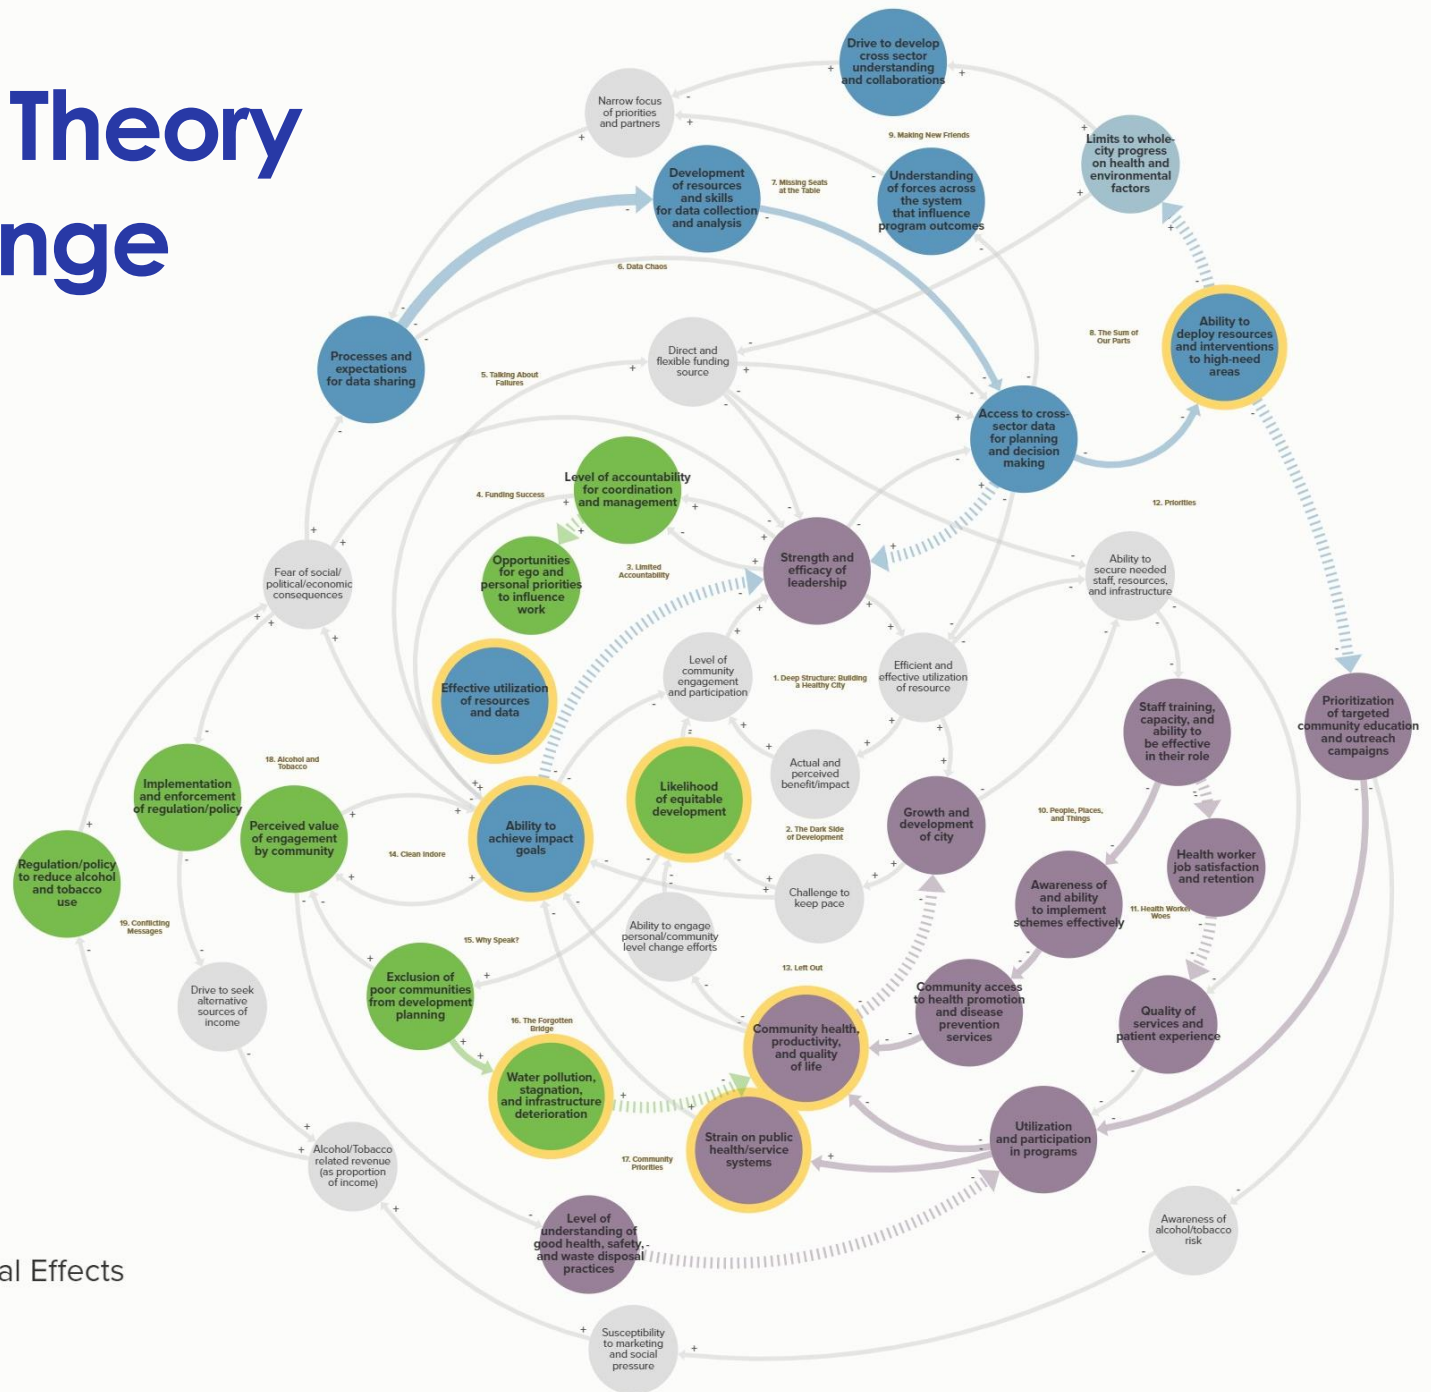 Theory
nge
Drive to develop
cross sector
understanding
and collaborations
Narrow focus
of priorities
and partners
9. Making New Friends
Limits to whole-
city progress
on health and
environmental
factors
Development
of resources
and skills
for data collection
and analysis
7. Missing Seats
at the Table
Understanding
of forces across
the system
that influence
program outcomes
6. Data Chaos
Processes and
expectations
for data sharing
Direct and
flexible funding
source
8. The Sum of
Our Parts
Ability to
deploy resources
and interventions
to high-need
areas
5. Talking About
Failures
Access to cross-
sector data
for planning
and decision
making
Level of accountability
for coordination
and management
4. Funding Success
12. Priorities
Opportunities
for ego and
personal priorities
to influence
work
3. Limited
Accountability
Strength and
efficacy of
leadership
Ability to
secure needed
staff, resources,
and infrastructure
Fear of social/
political/economic
consequences
Level of
community
engagement
and participation
1. Deep Structure: Building
a Healthy City
Efficient and
effective utilization
of resource
Effective utilization
of resources
and data
Staff training,
capacity, and
ability to
be effective
in their role
Prioritization
of targeted
community education
and outreach
campaigns
18. Alcohol and
Tobacco
Implementation
and enforcement
of regulation/policy
Actual and
perceived
benefit/impact
Likelihood
of equitable
development
Growth and
development
of city
10. People, Places,
and Things
Perceived value
of engagement
by community
14. Clean Indore
Ability to
achieve impact
goals
2. The Dark Side
of Development
Regulation/policy
to reduce alcohol
and tobacco
use
Health worker
job satisfaction
and retention
Challenge to
keep pace
Awareness of
and ability
to implement
schemes effectively
11. Health Worker
Woes
19. Conflicting
Messages
15. Why Speak?
Ability to engage
personal/community
level change efforts
13. Left Out
Exclusion of
poor communities
from development
planning
Drive to seek
alternative
sources of
income
16. The Forgotten
Bridge
Community health,
productivity,
and quality
of life
Community access
to health promotion
and disease
prevention
services
Quality of
services and
patient experience
Water pollution,
stagnation,
and infrastructure
deterioration
Strain on public
health/service
systems
Utilization
and participation
in programs
17. Community
Priorities
Alcohol/Tobacco
related revenue
(as proportion
of income)
Level of
understanding of
good health, safety,
and waste disposal
practices
Awareness of
alcohol/tobacco
risk
al Effects
Susceptibility
to marketing
and social
pressure